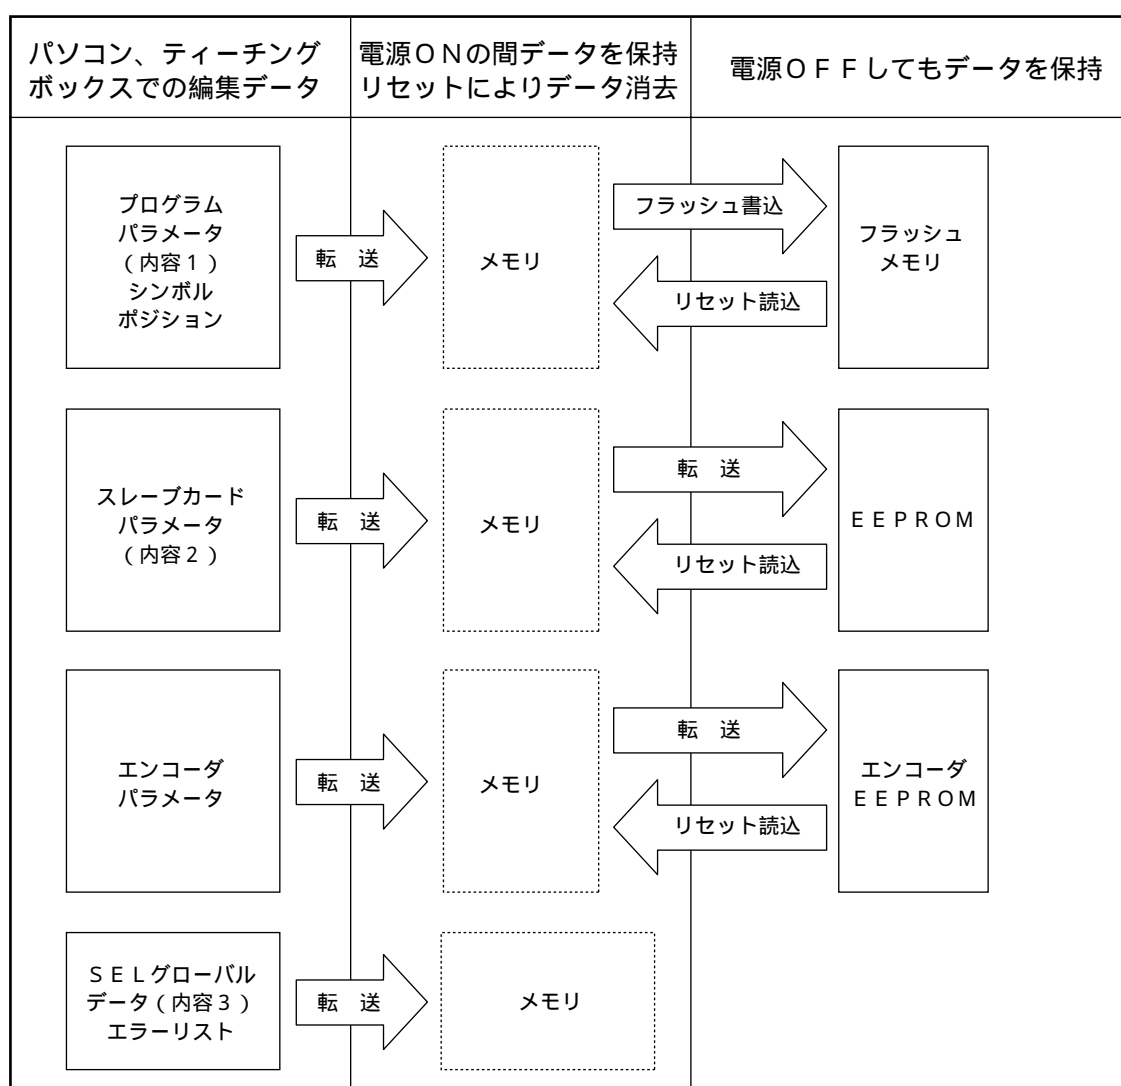 パソコン、ティーチング
ボックスでの編集データ
電源ＯＮの間データを保持
リセットによりデータ消去
電源ＯＦＦしてもデータを保持
プログラム
パラメータ
（内容１）
シンボル
ポジション
転　送
メモリ
フラッシュ書込
リセット読込
フラッシュ
メモリ
スレーブカード
パラメータ
（内容２）
転　送
メモリ
転　送
リセット読込
ＥＥＰＲＯＭ
エンコーダ
パラメータ
転　送
メモリ
転　送
リセット読込
エンコーダ
ＥＥＰＲＯＭ
ＳＥＬグローバル
データ（内容３）
エラーリスト
転　送
メモリ